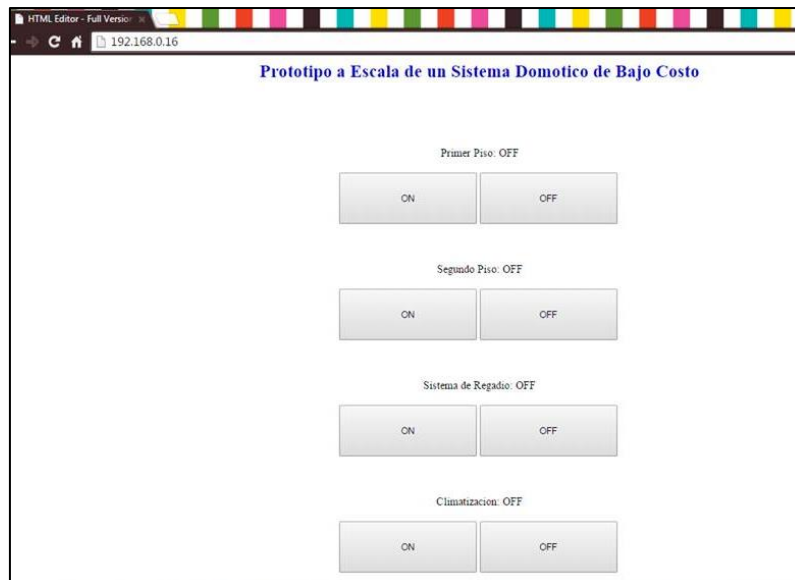 HTML Editor - Full Version
192.168.0.16
Prototipo a Escala de un Sistema Domotico de Bajo Costo
Primer Piso: OFF
ON OFF
Segundo Piso: OFF
ON OFF
Sistema de Regadio: OFF
ON OFF
Climatizacion: OFF
ON OFF